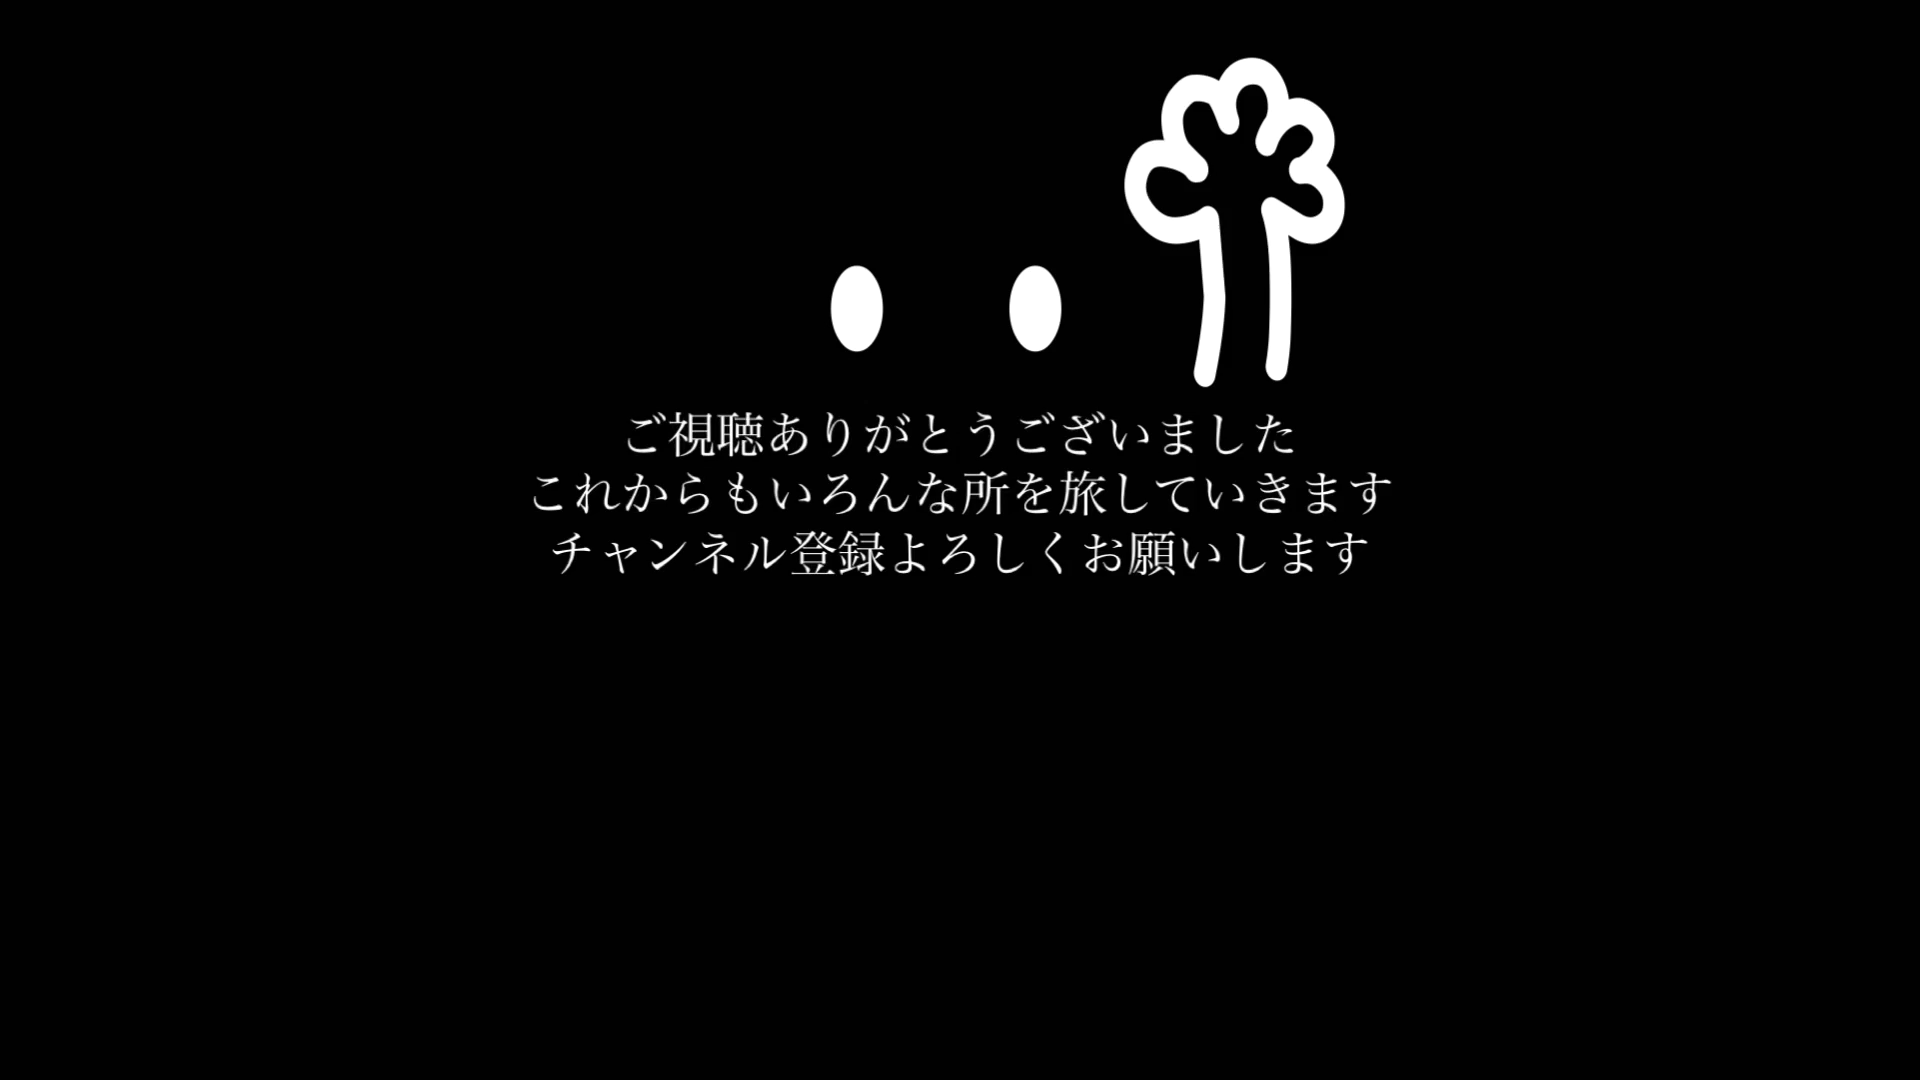 ご視聴ありがとうございました
これからもいろんな所を旅していきます
チャンネル登録よろしくお願いします